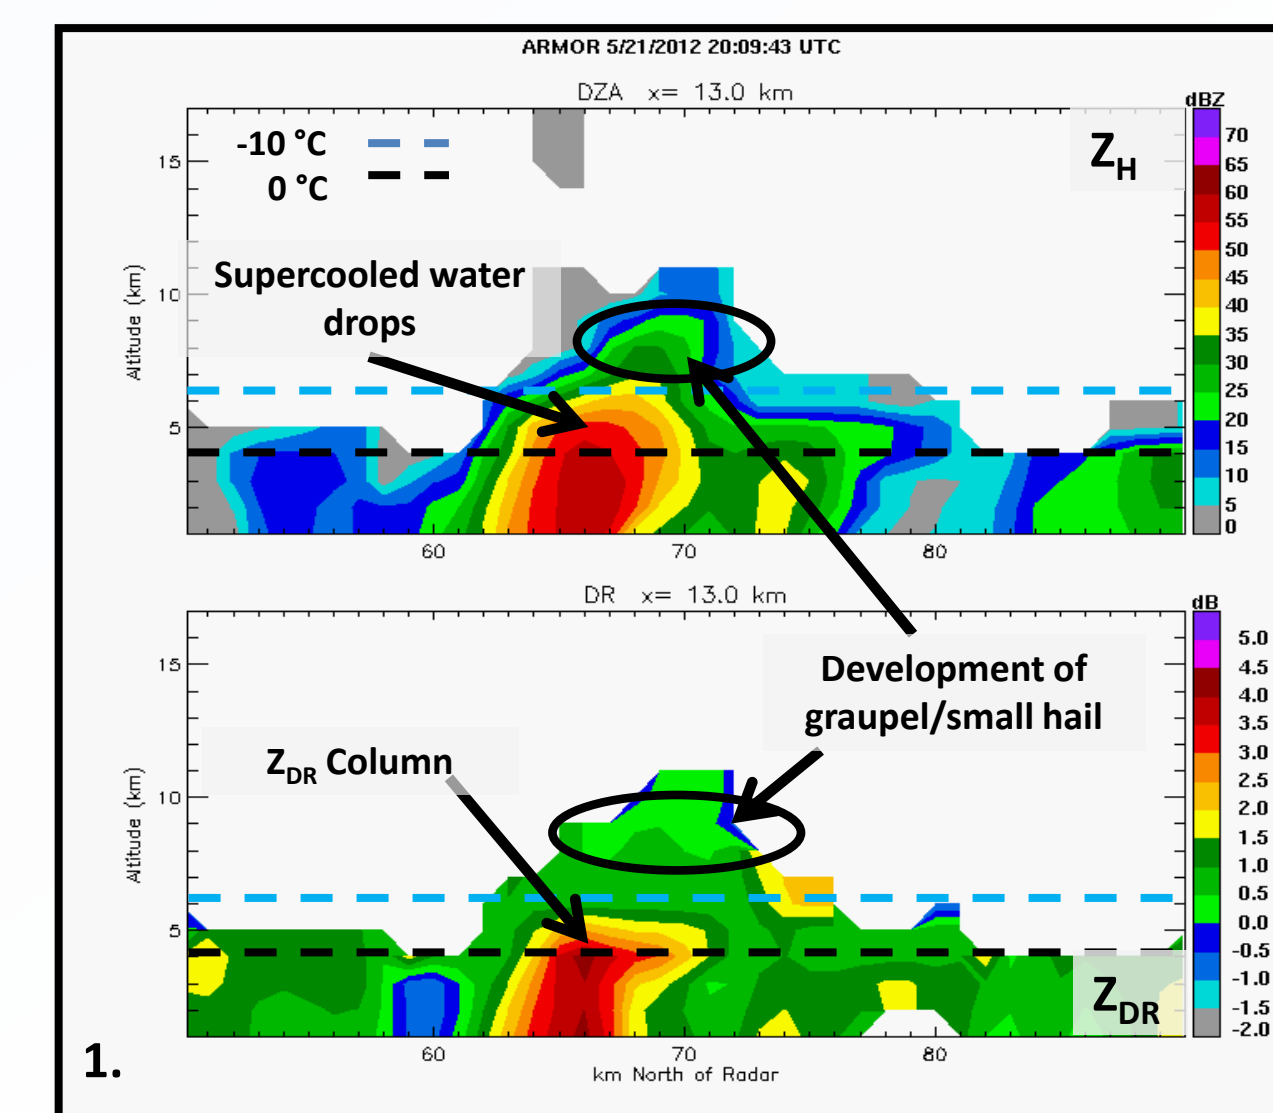 ARMOR 5/21/2012 20:09:43 UTC
DZA x= 13.0 km
dBZ
-10 °C
0 °C
Z_H
Supercooled water
drops
Altitude (km)
15
10
5
60 70 80
70
65
60
55
50
45
40
35
30
25
20
15
10
5
0
DR x= 13.0 km
dB
Development of
graupel/small hail
Z_DR Column
Altitude (km)
15
10
5
Z_DR
60 70 80
km North of Radar
5.0
4.5
4.0
3.5
3.0
2.5
2.0
1.5
1.0
0.5
0.0
-0.5
-1.0
-1.5
-2.0
1.